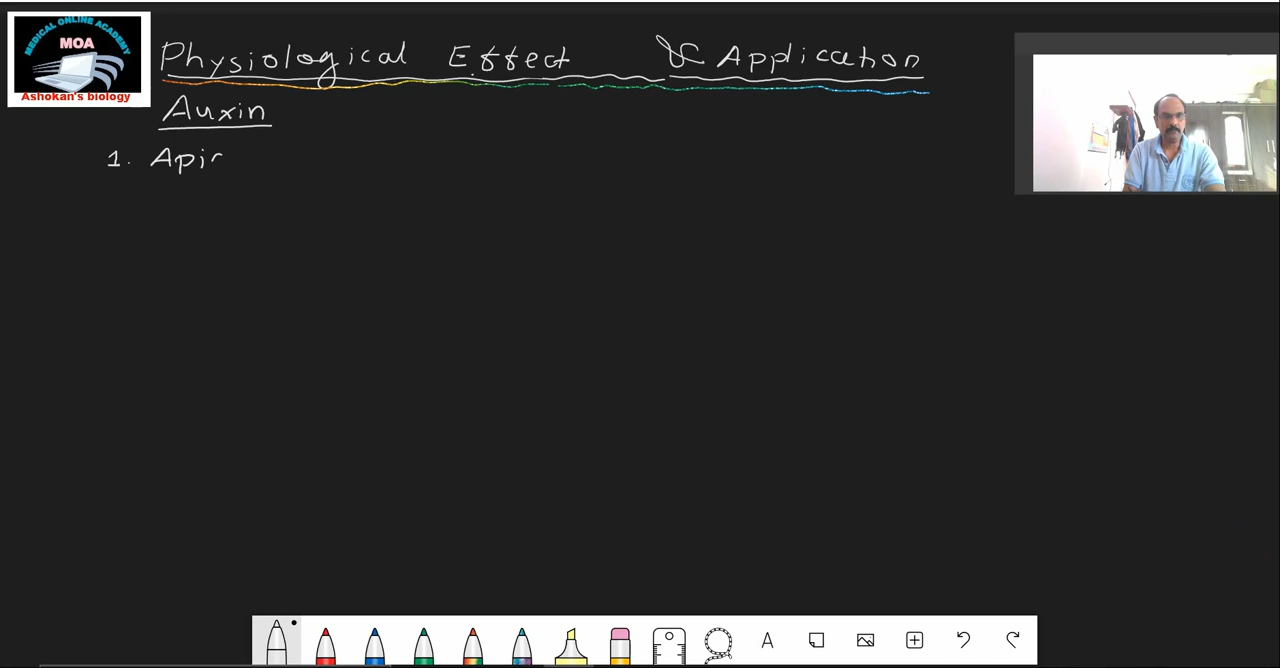 MEDICAL ONLINE ACADEMY
MOA
Ashokan's biology
Physiological Effect & Application
Auxin
1. Apic
A